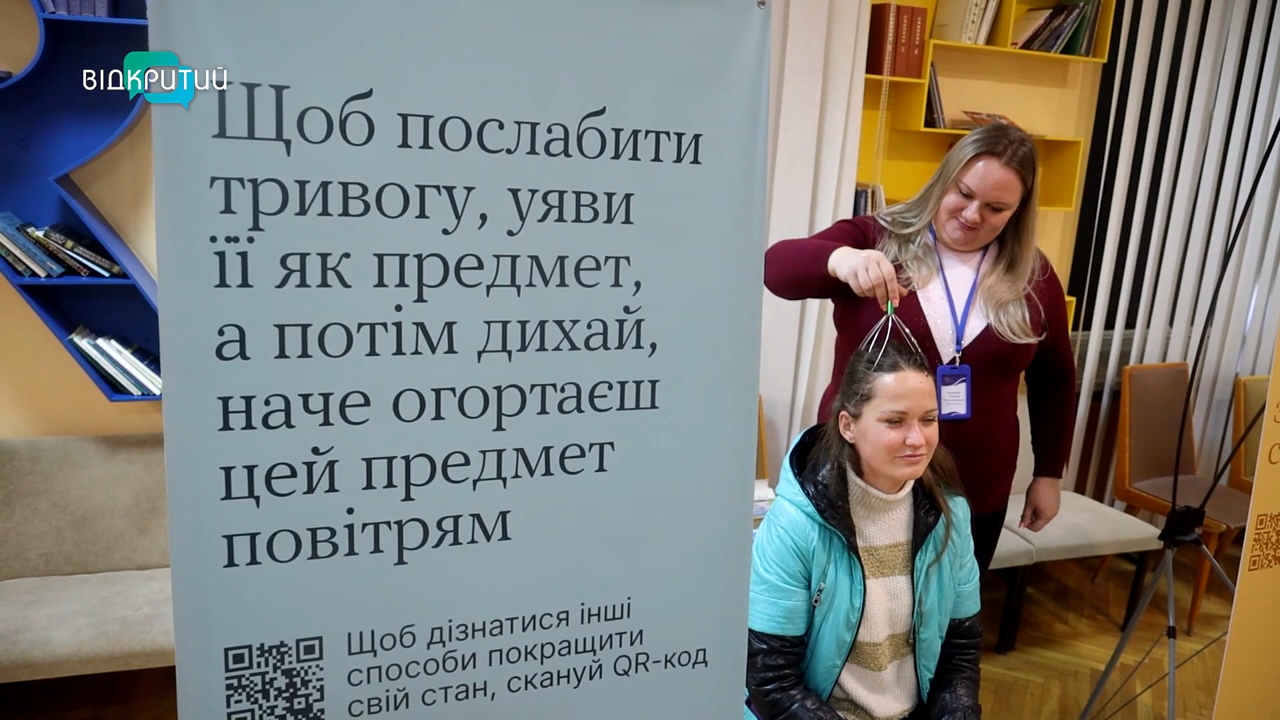 ВІДКРИТИЙ
Щоб послабити
тривогу, уяви
її як предмет,
а потім дихай,
наче огортаєш
цей предмет
повітрям
Щоб дізнатися інші
способи покращити
свій стан, скануй QR-код